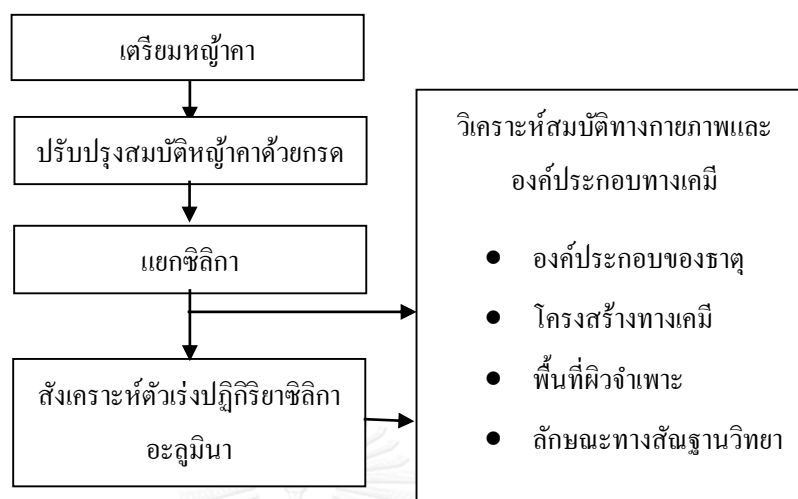 เตรียมหญ้าคา
ปรับปรุงสมบัติหญ้าคาด้วยกรด
แยกซิลิกา
สังเคราะห์ตัวเร่งปฏิกิริยาซิลิกา
อะลูมินา
วิเคราะห์สมบัติทางกายภาพและ
องค์ประกอบทางเคมี
● องค์ประกอบของธาตุ
● โครงสร้างทางเคมี
● พื้นที่ผิวจำเพาะ
● ลักษณะทางสัณฐานวิทยา